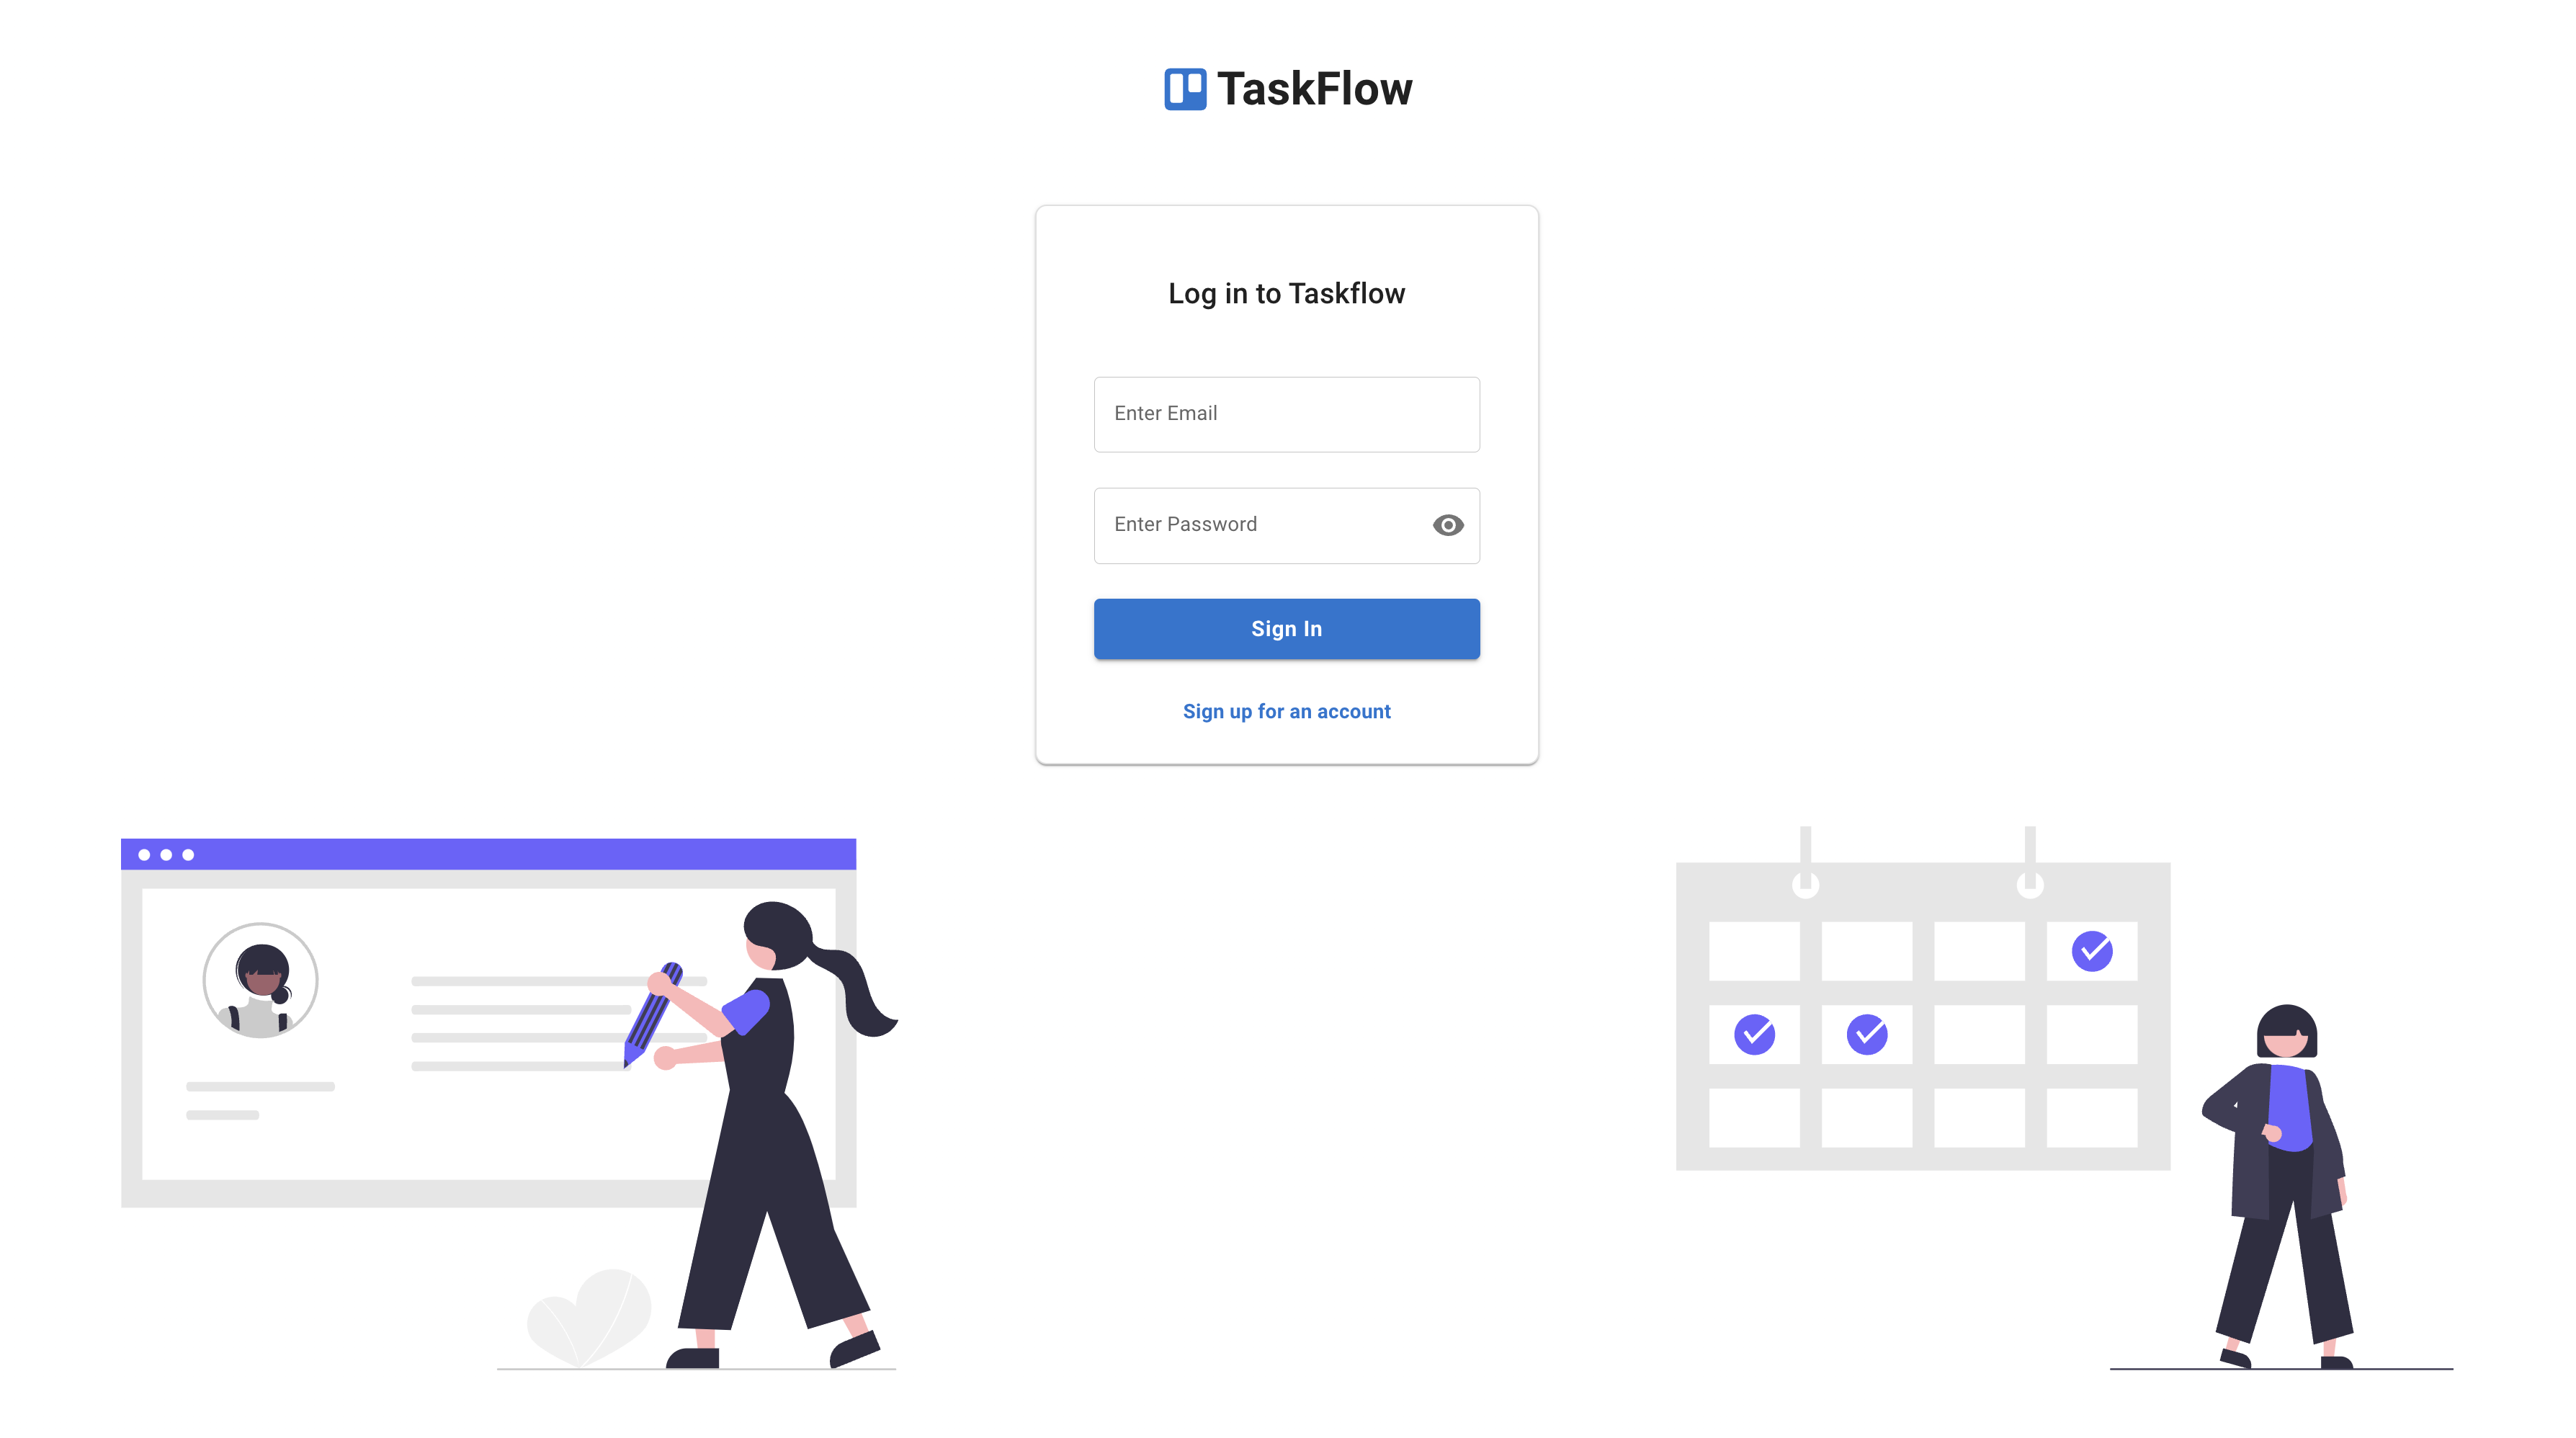 TaskFlow
Log in to Taskflow
Enter Email
Enter Password
Sign In
Sign up for an account